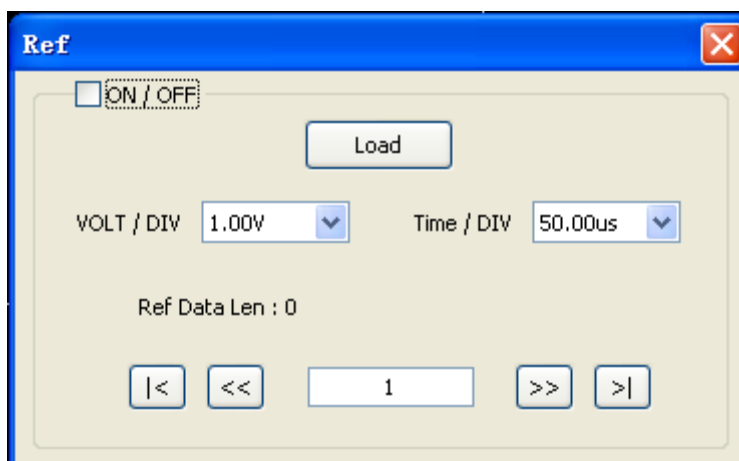 Ref
ON / OFF
Load
VOLT / DIV 1.00V Time / DIV 50.00us
Ref Data Len : 0
|< << 1 >> >|